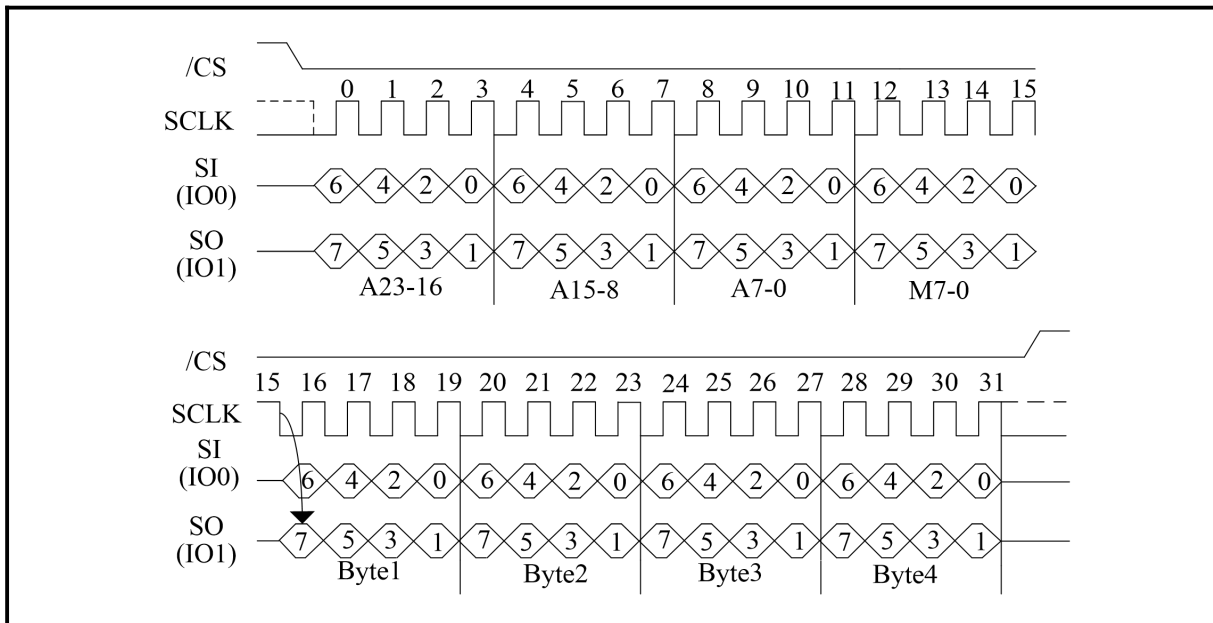 /CS
0 1 2 3 4 5 6 7 8 9 10 11 12 13 14 15
SCLK
SI
(IO0)
6 4 2 0 6 4 2 0 6 4 2 0 6 4 2 0
SO
(IO1)
7 5 3 1 7 5 3 1 7 5 3 1 7 5 3 1
A23-16 A15-8 A7-0 M7-0
/CS
15 16 17 18 19 20 21 22 23 24 25 26 27 28 29 30 31
SCLK
SI
(IO0)
6 4 2 0 6 4 2 0 6 4 2 0 6 4 2 0
SO
(IO1)
7 5 3 1 7 5 3 1 7 5 3 1 7 5 3 1
Byte1 Byte2 Byte3 Byte4